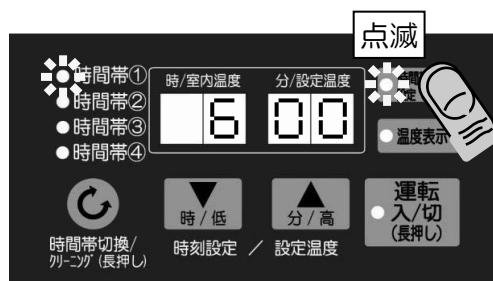 点滅
時間帯①
時間帯②
時間帯③
時間帯④
時/室内温度 分/設定温度
6 00
温度表示
運転
入/切
(長押し)
時/低
分/高
時間帯切換/
クリーニング(長押し)
時刻設定 / 設定温度